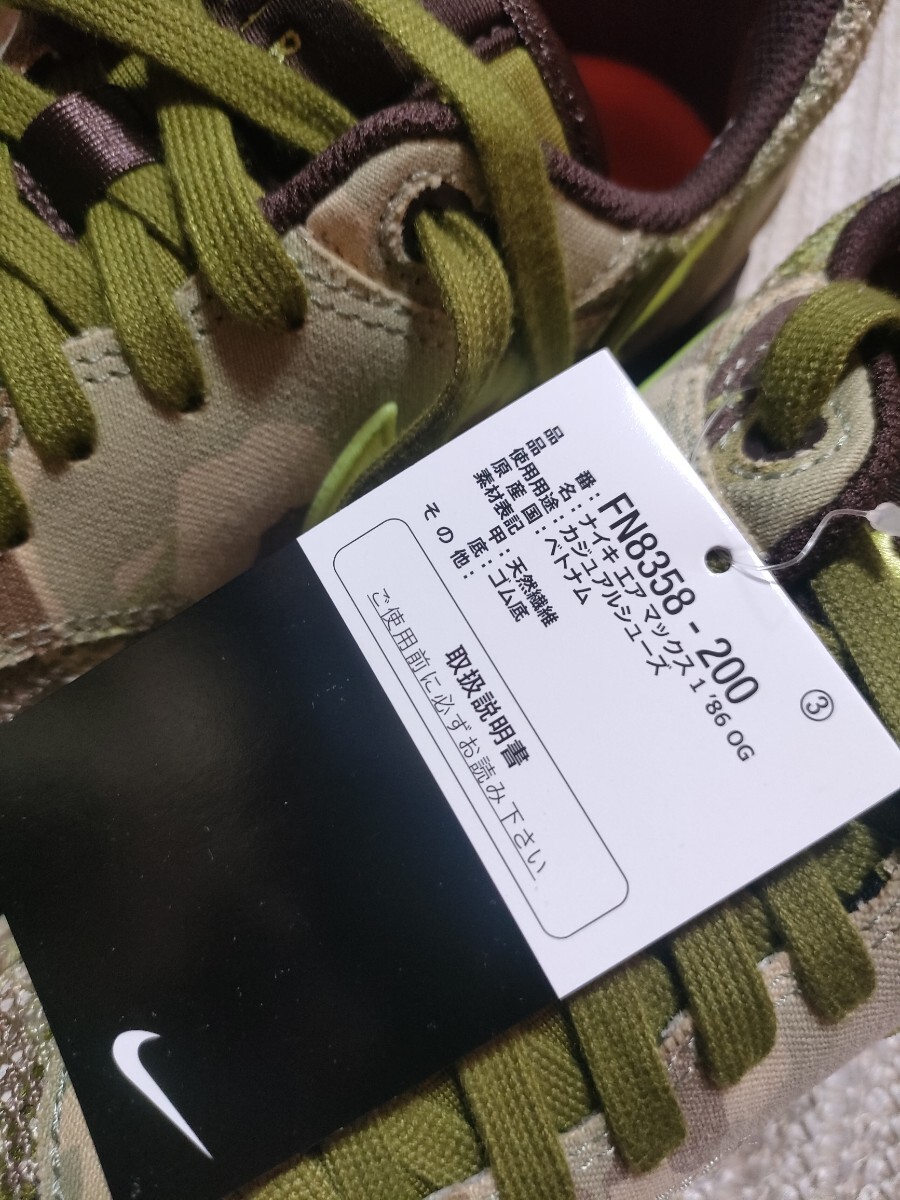 ③
品番：FN8358-200
品名：ナイキ エア マックス 1 '86 OG
使用用途：カジュアルシューズ
原産国：ベトナム
素材表記 甲：天然繊維
底：ゴム底
その他：
取扱説明書
ご使用前に必ずお読み下さい